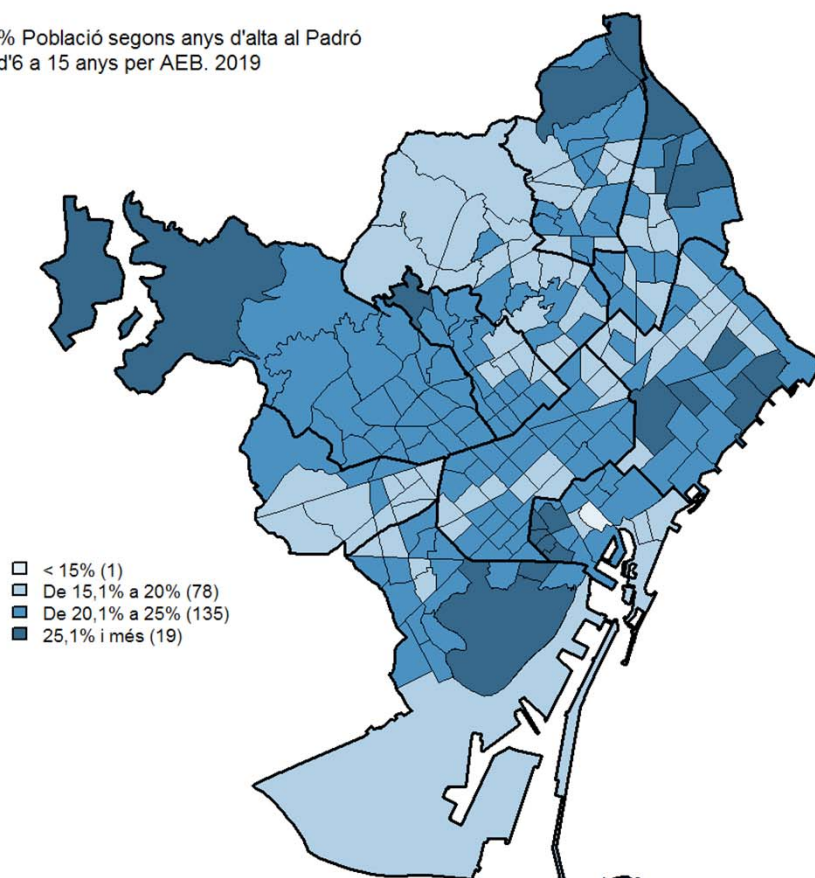 % Població segons anys d'alta al Padró
d'6 a 15 anys per AEB. 2019
< 15% (1)
De 15,1% a 20% (78)
De 20,1% a 25% (135)
25,1% i més (19)